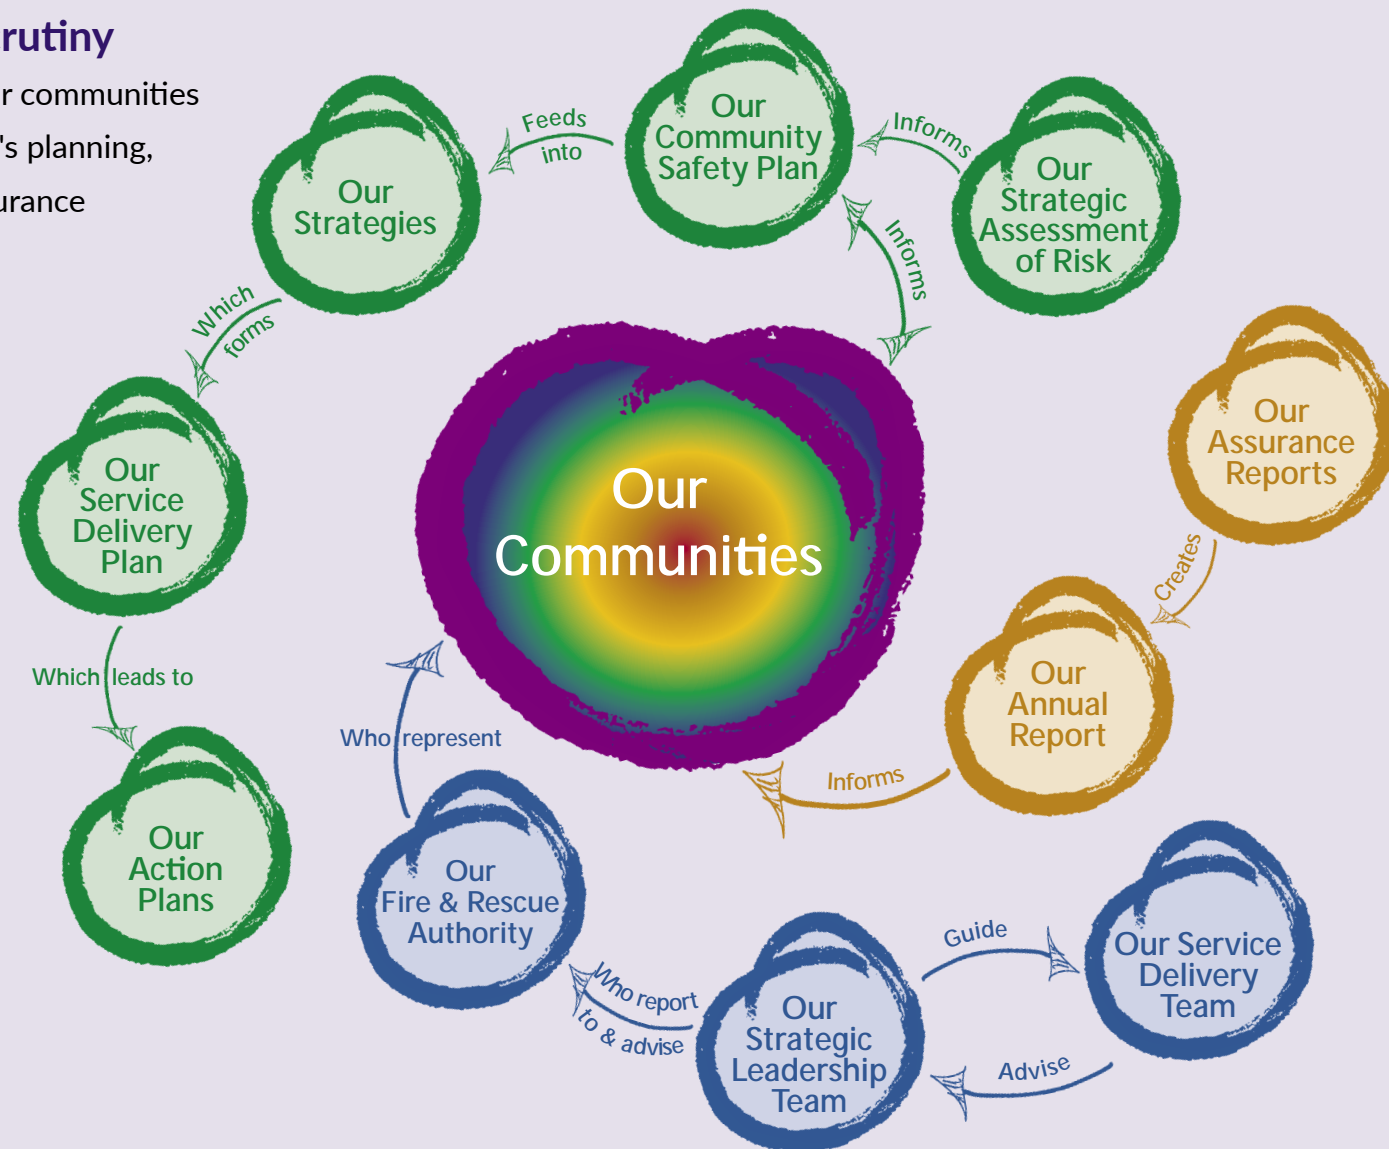 r communities
's planning,
Our
Community
Safety Plan
Informs
Our
Strategic
Assessment
of Risk
Feeds
into
Our
Strategies
Informs
Which
forms
Our
Service
Delivery
Plan
Which leads to
Our
Action
Plans
Our
Communities
Our
Assurance
Reports
Creates
Our
Annual
Report
Informs
Who represent
Our
Fire & Rescue
Authority
Who report
to & advise
Our
Strategic
Leadership
Team
Guide
Advise
Our Service
Delivery
Team